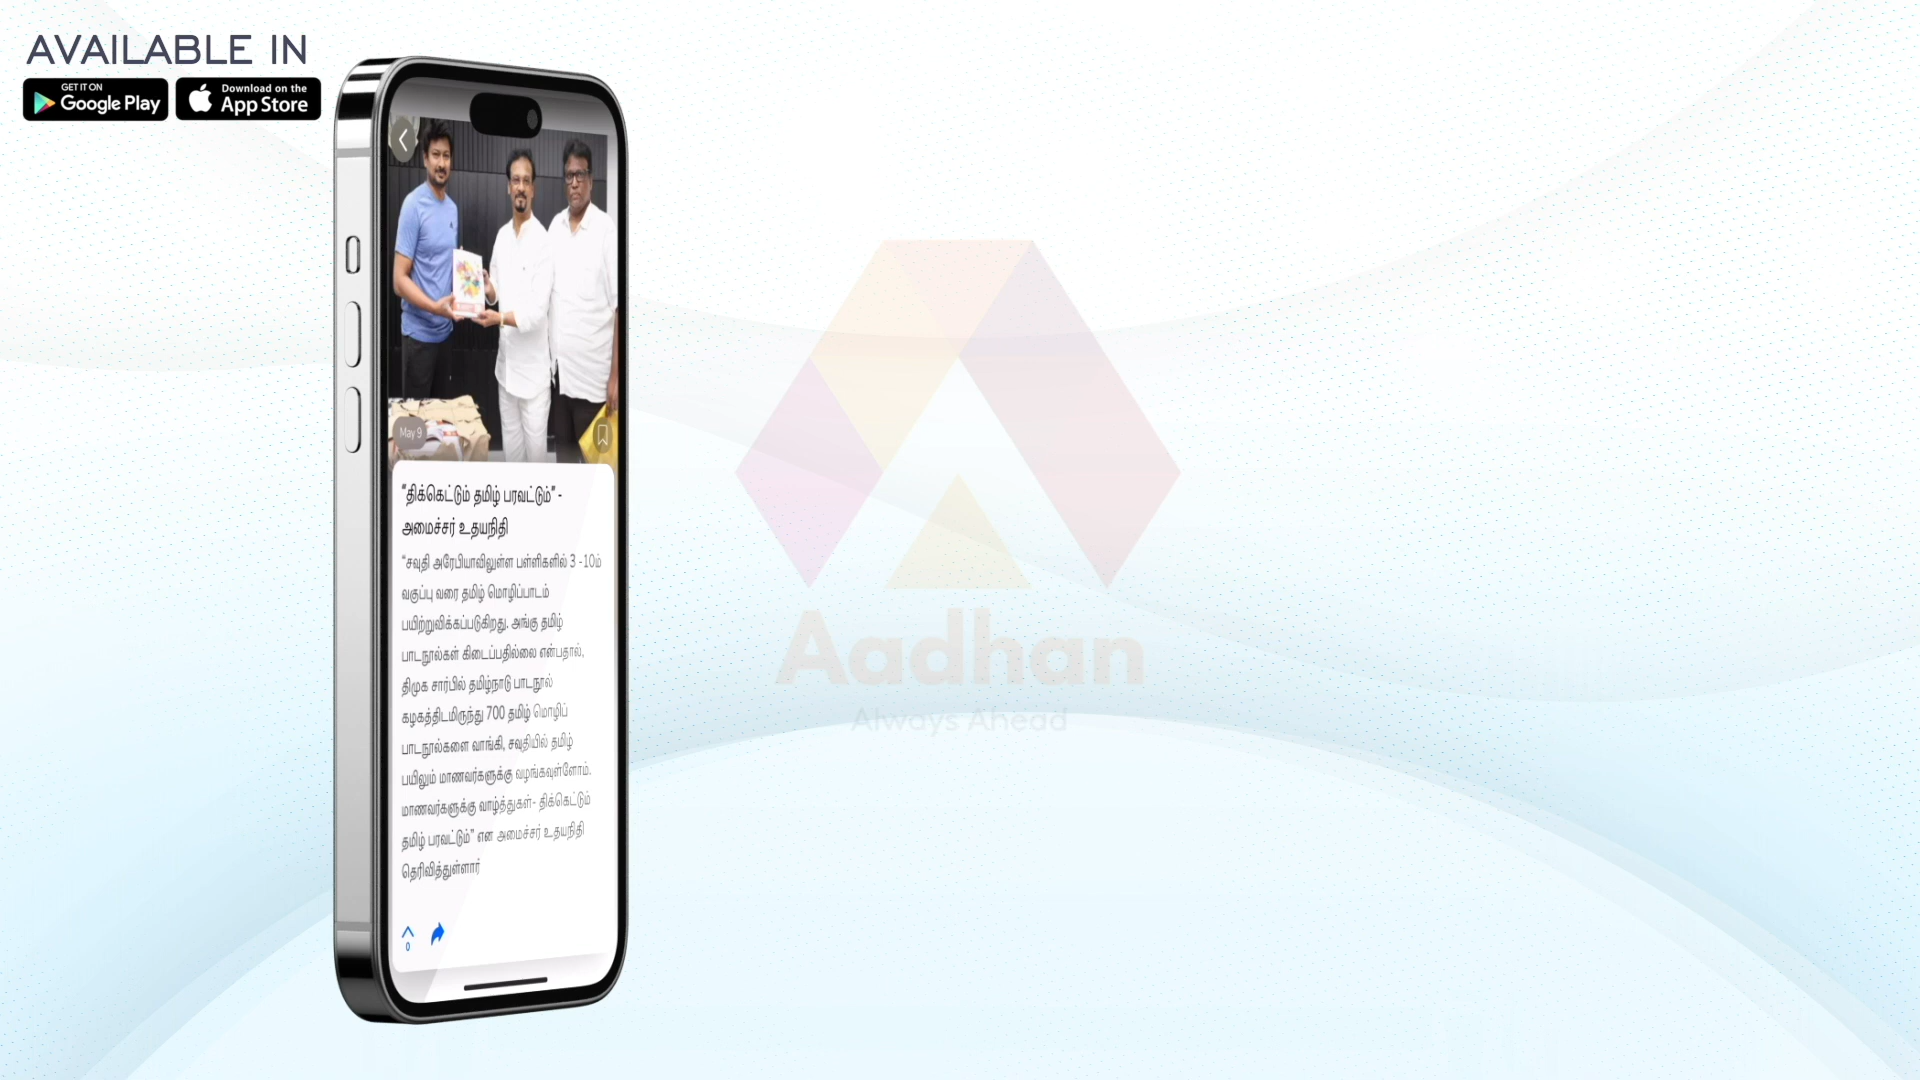 AVAILABLE IN
GET IT ON
Google Play
Download on the
App Store
May 9
"திக்கெட்டும் தமிழ் பரவட்டும்" -
அமைச்சர் உதயநிதி
"சவுதி அரேபியாவிலுள்ள பள்ளிகளில் 3 -10ம்
வகுப்பு வரை தமிழ் மொழிப்பாடம்
பயிற்றுவிக்கப்படுகிறது. அங்கு தமிழ்
பாடநூல்கள் கிடைப்பதில்லை என்பதால்,
திமுக சார்பில் தமிழ்நாடு பாடநூல்
கழகத்திடமிருந்து 700 தமிழ் மொழிப்
பாடநூல்களை வாங்கி, சவுதியில் தமிழ்
பயிலும் மாணவர்களுக்கு வழங்கவுள்ளோம்.
மாணவர்களுக்கு வாழ்த்துகள்- திக்கெட்டும்
தமிழ் பரவட்டும்" என அமைச்சர் உதயநிதி
தெரிவித்துள்ளார்
0
Aadhan
Always Ahead